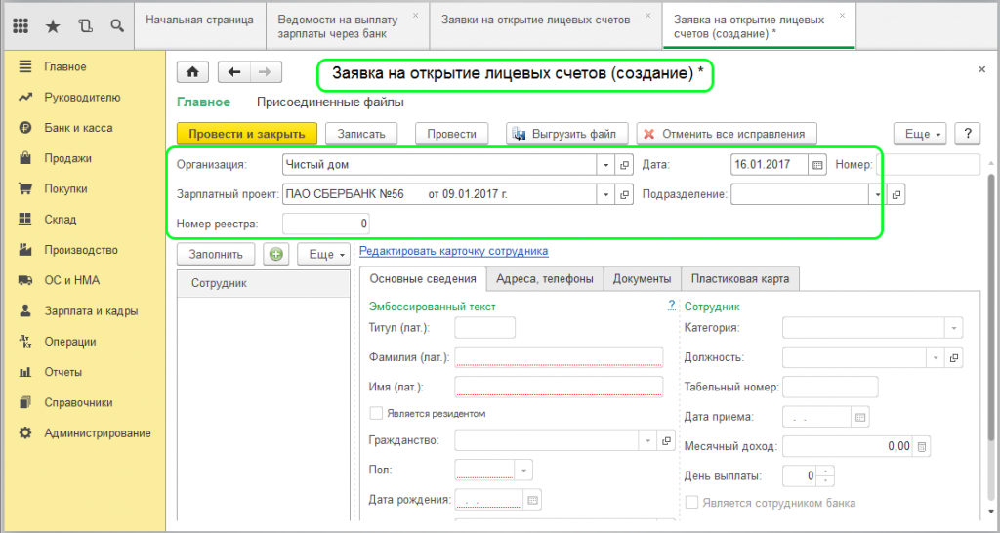 Начальная страница
Ведомости на выплату
зарплаты через банк
Заявки на открытие лицевых счетов
Заявка на открытие лицевых
счетов (создание) *
Главное
Руководителю
Банк и касса
Продажи
Покупки
Склад
Производство
ОС и НМА
Зарплата и кадры
Операции
Отчеты
Справочники
Администрирование
Заявка на открытие лицевых счетов (создание) *
Главное Присоединенные файлы
Провести и закрыть Записать Провести Выгрузить файл Отменить все исправления Еще ?
Организация: Чистый дом Дата: 16.01.2017 Номер:
Зарплатный проект: ПАО СБЕРБАНК №56 от 09.01.2017 г. Подразделение:
Номер реестра: 0
Заполнить Еще Редактировать карточку сотрудника
Сотрудник
Основные сведения Адреса, телефоны Документы Пластиковая карта
Эмбоссированный текст ? Сотрудник
Титул (лат.): Категория:
Фамилия (лат.): Должность:
Имя (лат.): Табельный номер:
Является резидентом Дата приема: . .
Гражданство: Месячный доход: 0,00
Пол: День выплаты: 0
Дата рождения: . . Является сотрудником банка